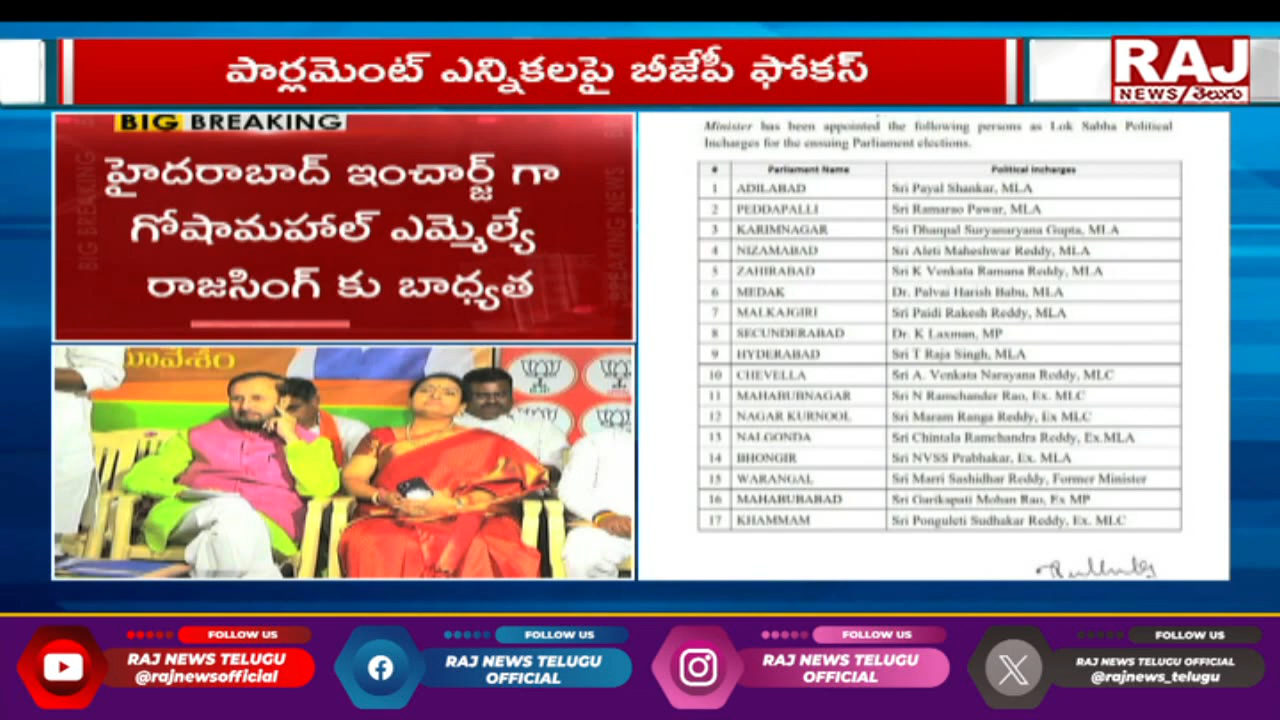 పార్లమెంట్ ఎన్నికలపై బీజేపీ ఫోకస్
RAJ
NEWS తెలుగు
BIG BREAKING
హైదరాబాద్ ఇంచార్జ్ గా
గోషామహల్ ఎమ్మెల్యే
రాజసింగ్ కు బాధ్యత
BIG BREAKING
BREAKING NEWS
మావేశం
Minister has been appointed the following persons as Lok Sabha Political
Incharges for the ensuing Parliament elections.
# Parliament Name Political Incharges
1 ADILABAD Sri Payal Shankar, MLA
2 PEDDAPALLI Sri Ramarao Pawar, MLA
3 KARIMNAGAR Sri Dhanpal Suryanaryana Gupta, MLA
4 NIZAMABAD Sri Aleti Maheshwar Reddy, MLA
5 ZAHIRABAD Sri K Venkata Ramana Reddy, MLA
6 MEDAK Dr. Palvai Harish Babu, MLA
7 MALKAJGIRI Sri Paidi Rakesh Reddy, MLA
8 SECUNDERABAD Dr. K Laxman, MP
9 HYDERABAD Sri T Raja Singh, MLA
10 CHEVELLA Sri A. Venkata Narayana Reddy, MLC
11 MAHABUBNAGAR Sri N Ramchander Rao, Ex. MLC
12 NAGAR KURNOOL Sri Maram Ranga Reddy, Ex MLC
13 NALGONDA Sri Chintala Ramchandra Reddy, Ex.MLA
14 BHONGIR Sri NVSS Prabhakar, Ex. MLA
15 WARANGAL Sri Marri Sashidhar Reddy, Former Minister
16 MAHABUBABAD Sri Garikapati Mohan Rao, Ex MP
17 KHAMMAM Sri Ponguleti Sudhakar Reddy, Ex. MLC
FOLLOW US
RAJ NEWS TELUGU
@rajnewsofficial
FOLLOW US
RAJ NEWS TELUGU
OFFICIAL
FOLLOW US
RAJ NEWS TELUGU
OFFICIAL
FOLLOW US
RAJ NEWS TELUGU OFFICIAL
@rajnews_telugu